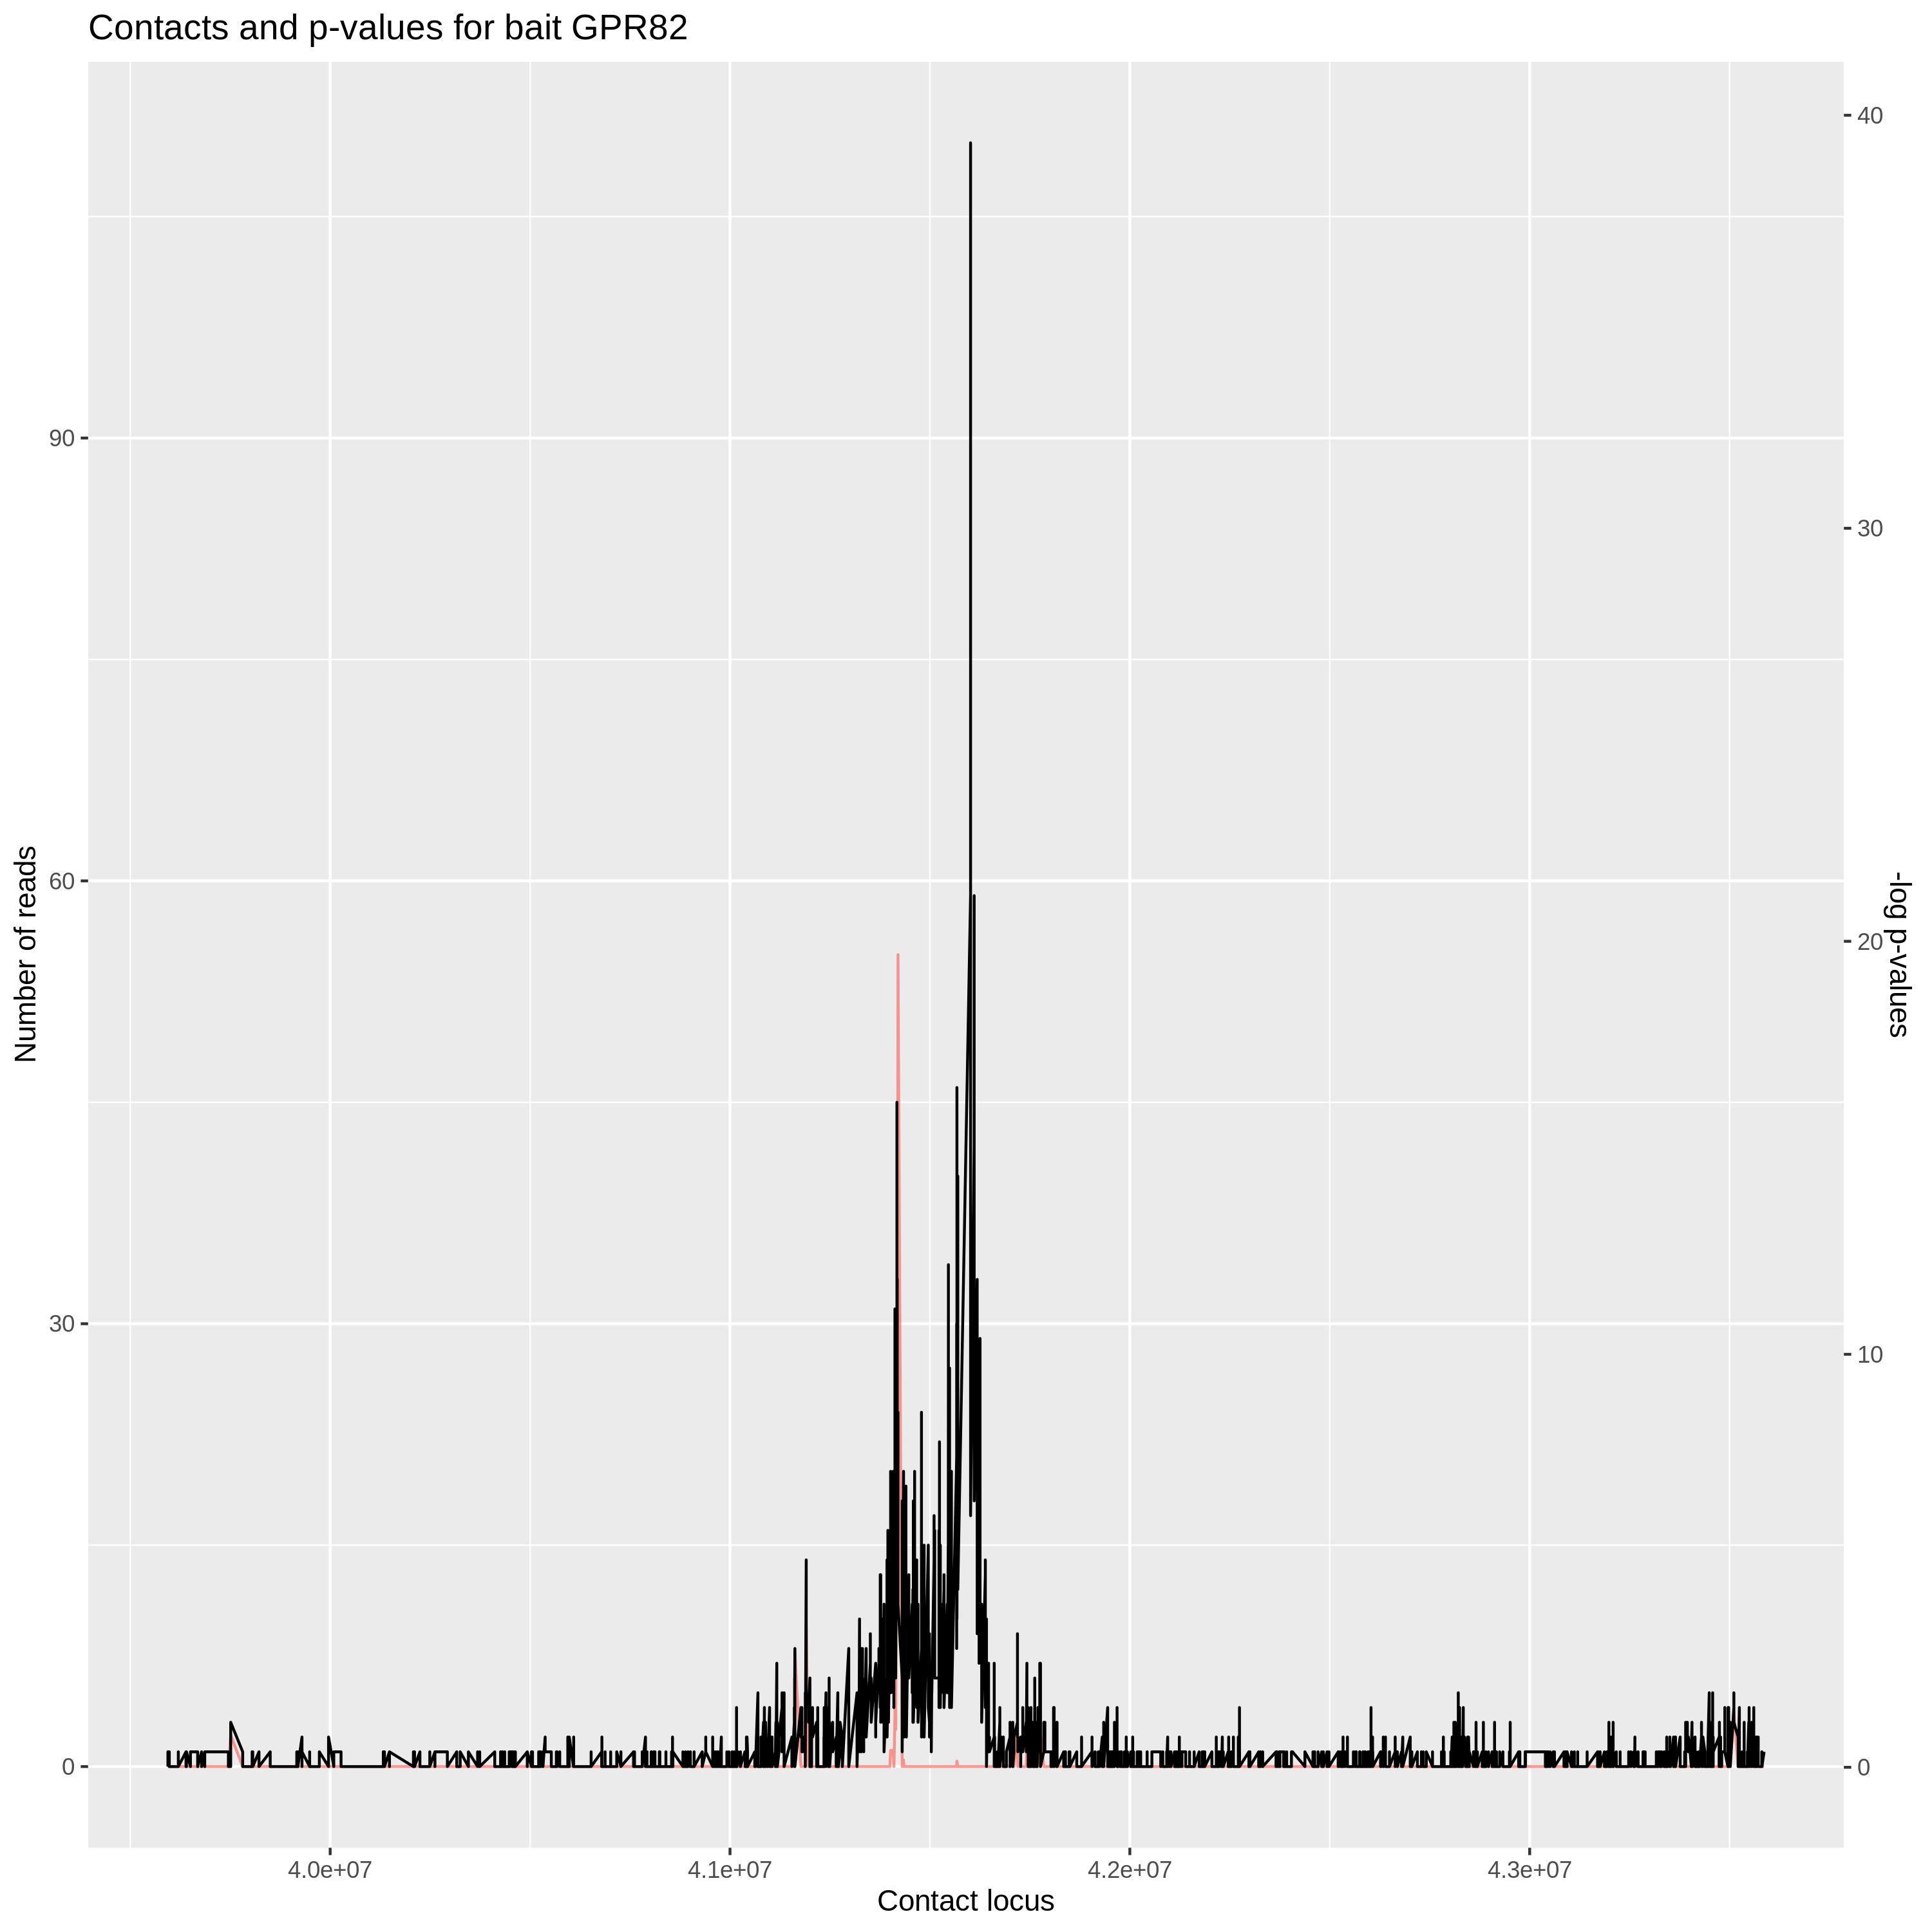 Contacts and p-values for bait GPR82
40
90
30
60
20
30
10
0
0
Number of reads
-log p-values
4.0e+07
4.1e+07
4.2e+07
4.3e+07
Contact locus